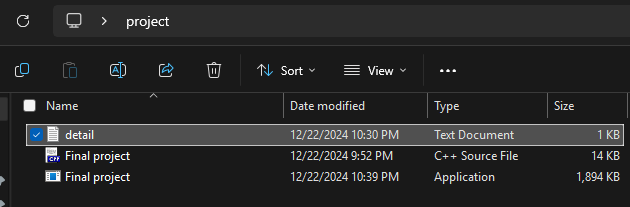 project
Sort View
Name Date modified Type Size
detail 12/22/2024 10:30 PM Text Document 1 KB
Final project 12/22/2024 9:52 PM C++ Source File 14 KB
Final project 12/22/2024 10:39 PM Application 1,894 KB